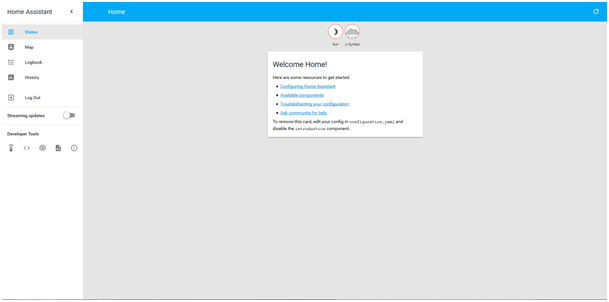 Home Assistant
Home
States
Map
Logbook
History
Log Out
Streaming updates
Developer Tools
Sun
Symbol
Welcome Home!
Here are some resources to get started.
Configuring Home Assistant
Available components
Troubleshooting your configuration
Ask community for help
To remove this card, edit your config in configuration.yaml and
disable the introduction component.